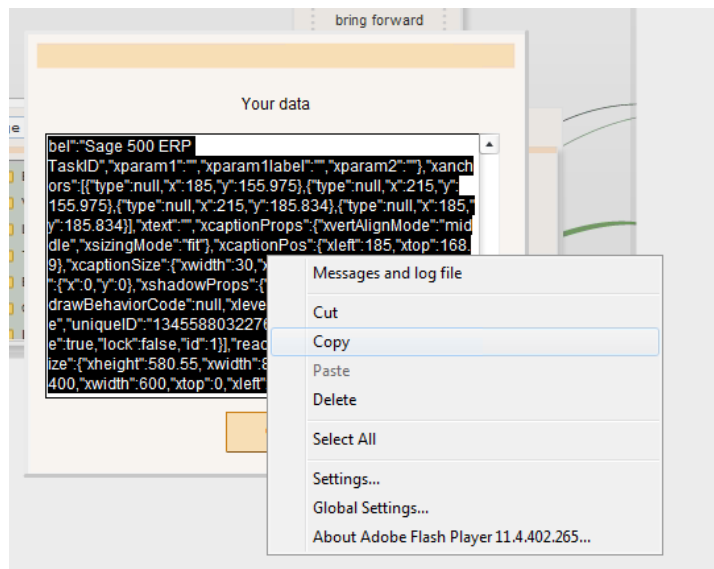 bring forward
Your data
bel":"Sage 500 ERP
TaskID","xparam1":"","xparam1label":"","xparam2":""},"xanch
ors":[{"type":null,"x":185,"y":155.975},{"type":null,"x":215,"y":
155.975},{"type":null,"x":215,"y":185.834},{"type":null,"x":185,"
y":185.834}],"xtext":"","xcaptionProps":{"xvertAlignMode":"mid
dle","xsizingMode":"fit"},"xcaptionPos":{"xleft":185,"xtop":168.
9},"xcaptionSize":{"xwidth":30,"x
":{"x":0,"y":0},"xshadowProps":{"
drawBehaviorCode":null,"xleve
e","uniqueID":"1345588032276
e":true,"lock":false,"id":1}],"reac
ize":{"xheight":580.55,"xwidth":8
400,"xwidth":600,"xtop":0,"xleft"
Messages and log file
Cut
Copy
Paste
Delete
Select All
Settings...
Global Settings...
About Adobe Flash Player 11.4.402.265...